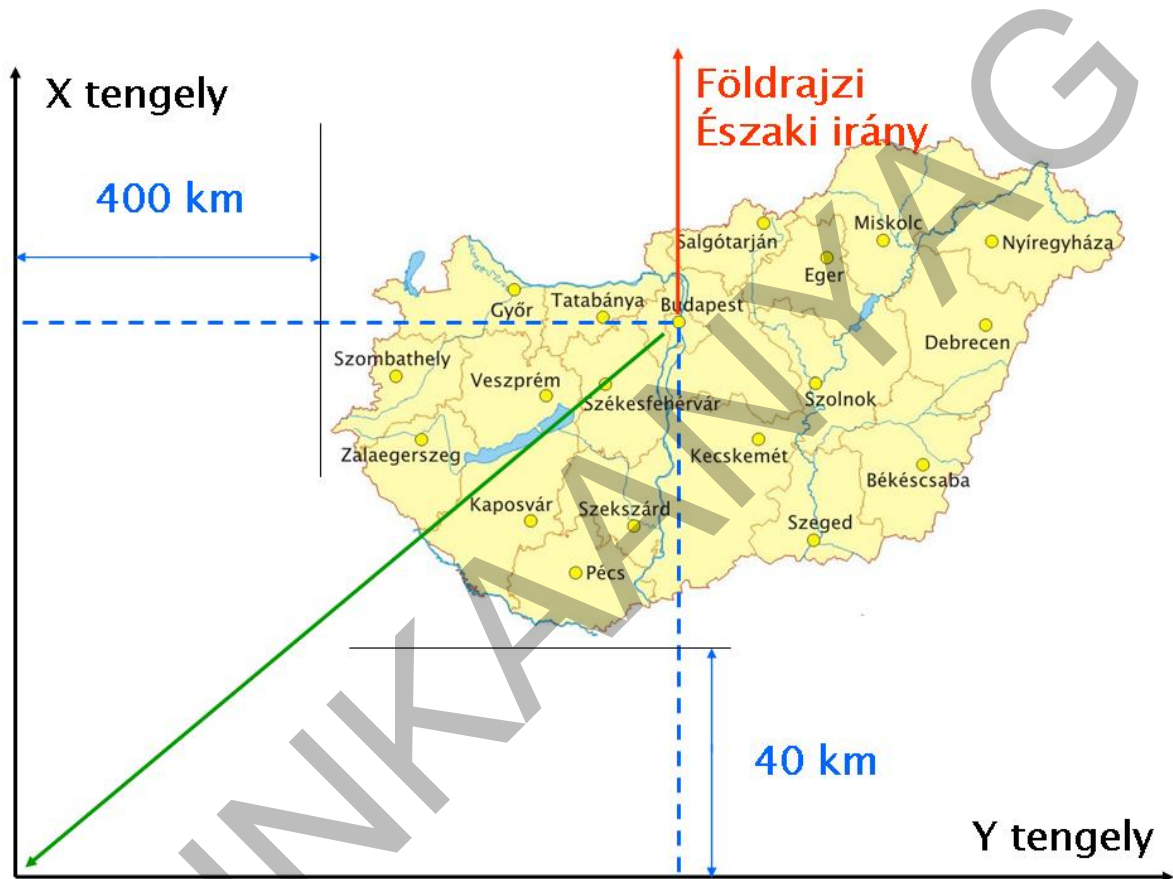 X tengely
Földrajzi
Északi irány
400 km
Miskolc
Salgótarján
Nyíregyháza
Eger
Tatabánya
Budapest
Győr
Debrecen
Szombathely
Veszprém
Székesfehérvár
Szolnok
Zalaegerszeg
Kecskemét
Békéscsaba
Kaposvár
Szekszárd
Szeged
Pécs
40 km
Y tengely
UNKAANYAG